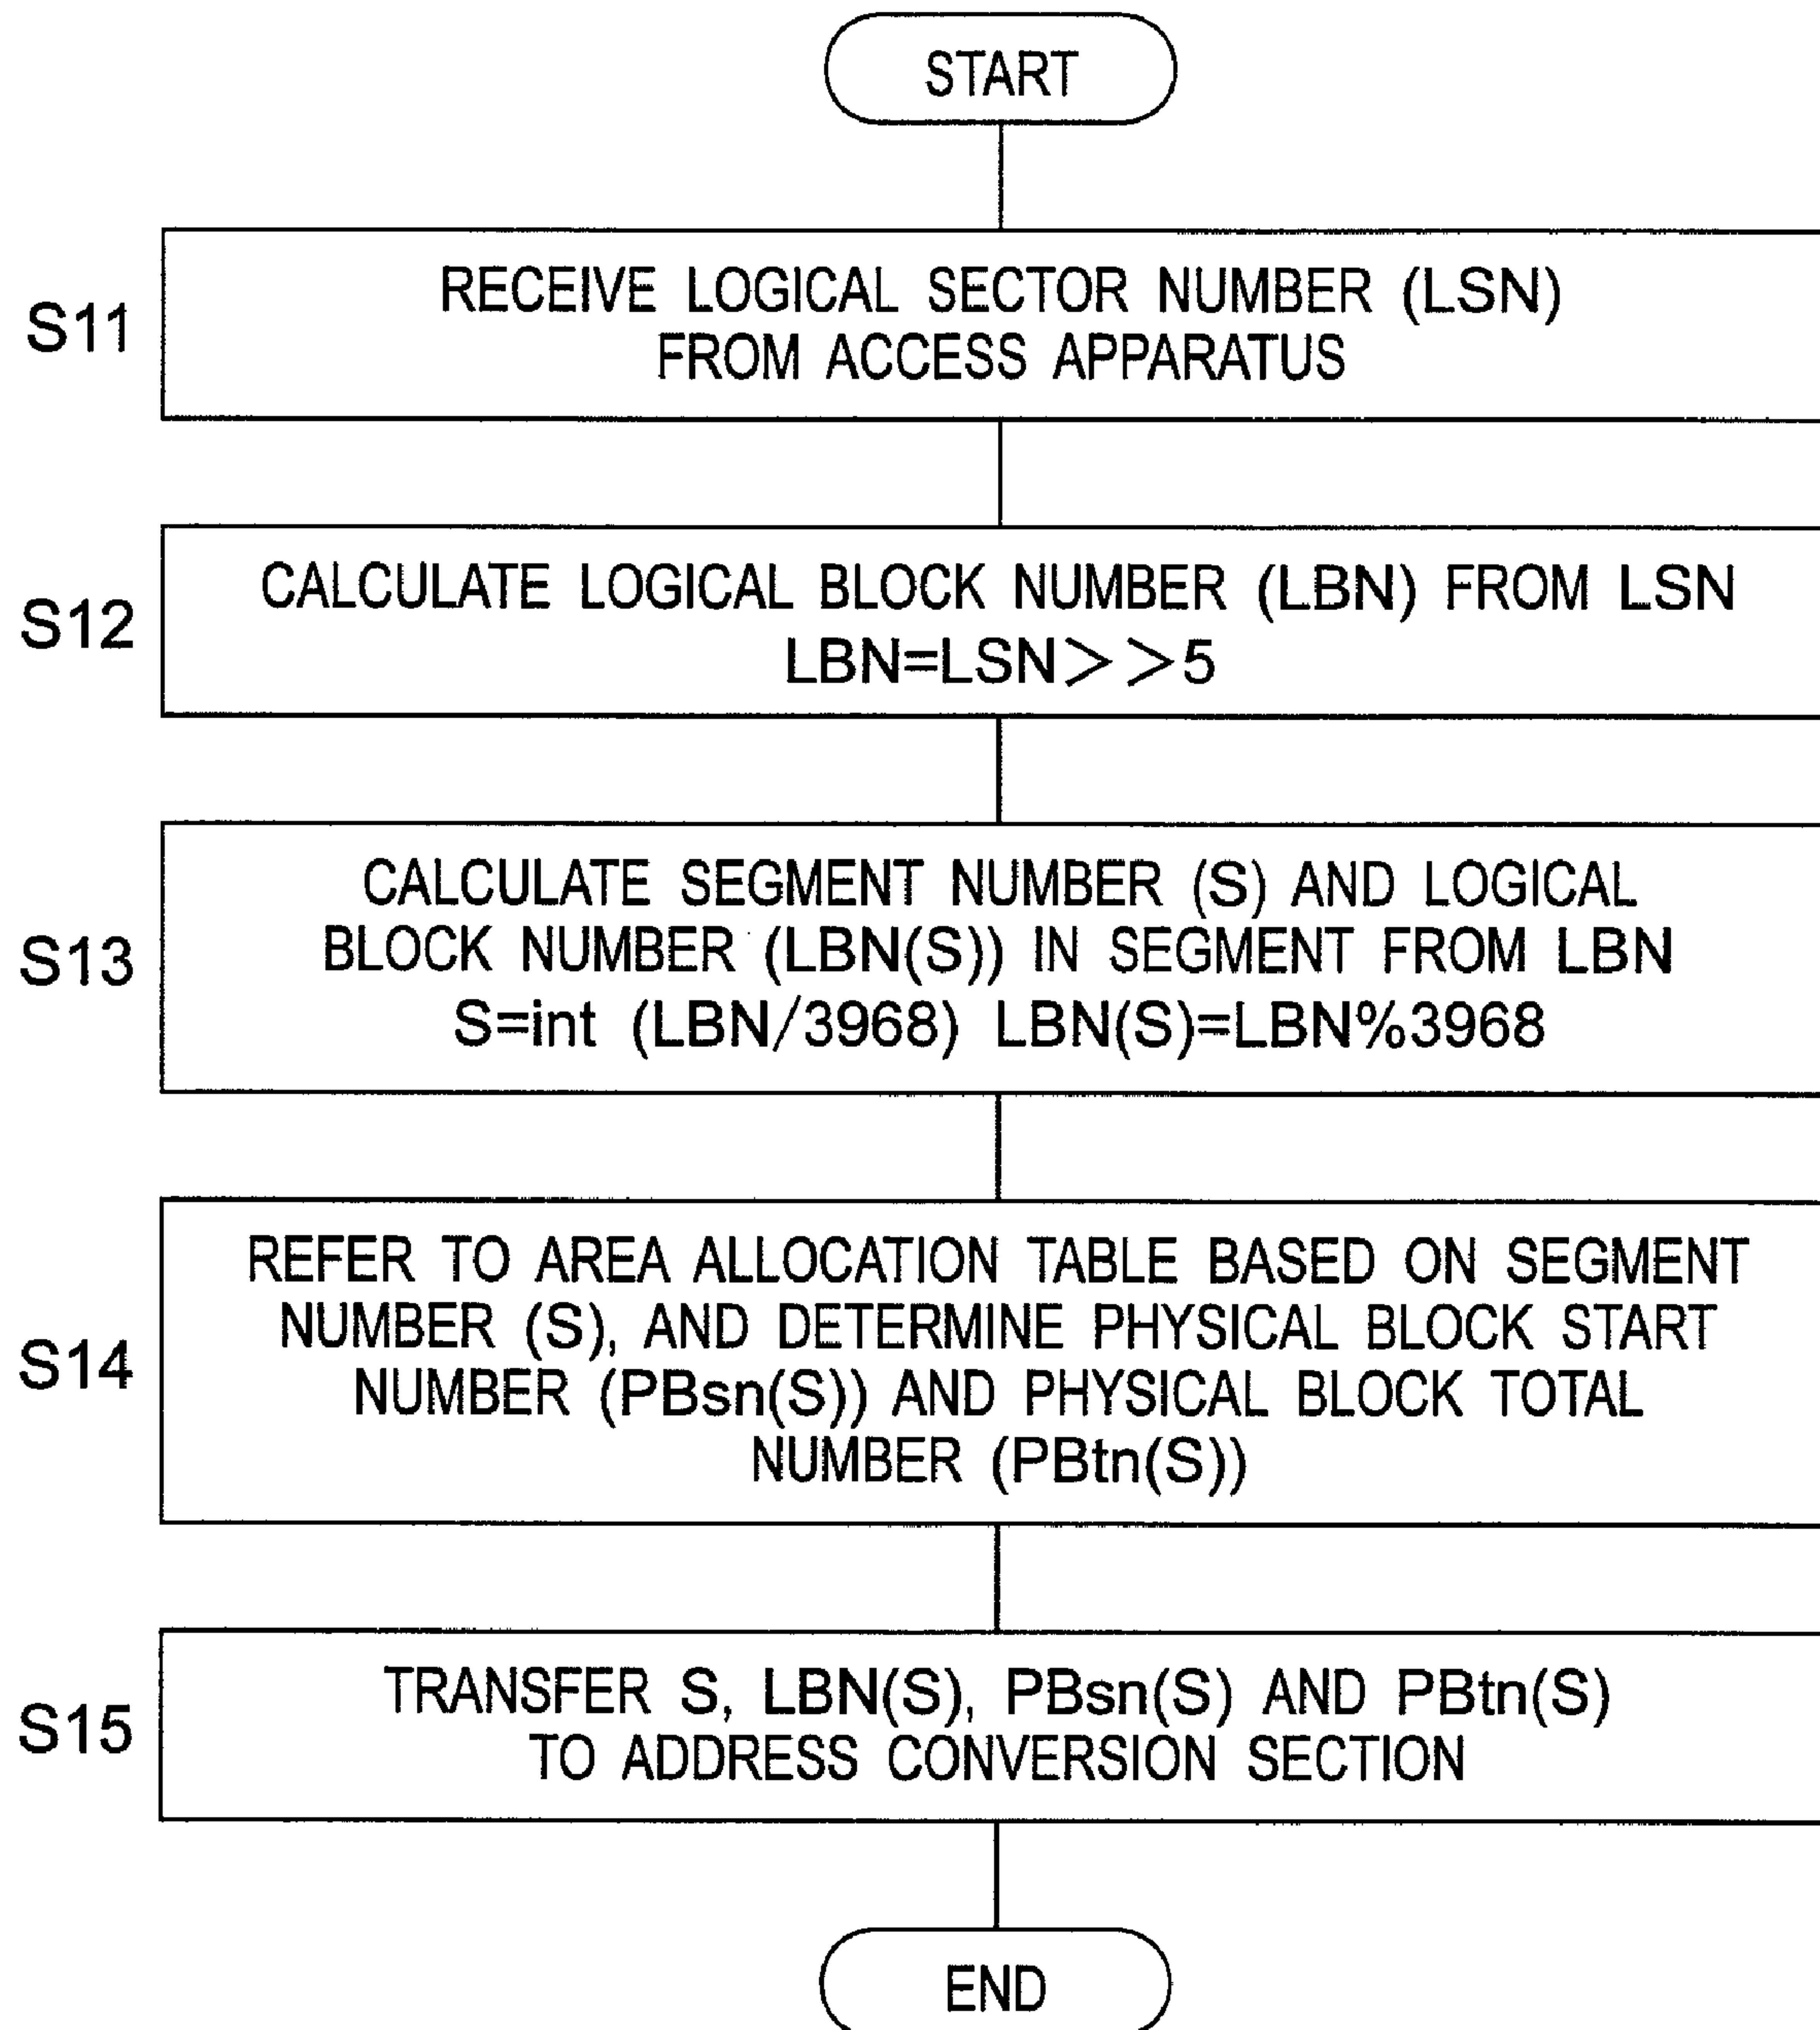 START
S11
RECEIVE LOGICAL SECTOR NUMBER (LSN)
FROM ACCESS APPARATUS
S12
CALCULATE LOGICAL BLOCK NUMBER (LBN) FROM LSN
LBN=LSN>>5
S13
CALCULATE SEGMENT NUMBER (S) AND LOGICAL
BLOCK NUMBER (LBN(S)) IN SEGMENT FROM LBN
S=int (LBN/3968) LBN(S)=LBN%3968
S14
REFER TO AREA ALLOCATION TABLE BASED ON SEGMENT
NUMBER (S), AND DETERMINE PHYSICAL BLOCK START
NUMBER (PBsn(S)) AND PHYSICAL BLOCK TOTAL
NUMBER (PBtn(S))
S15
TRANSFER S, LBN(S), PBsn(S) AND PBtn(S)
TO ADDRESS CONVERSION SECTION
END